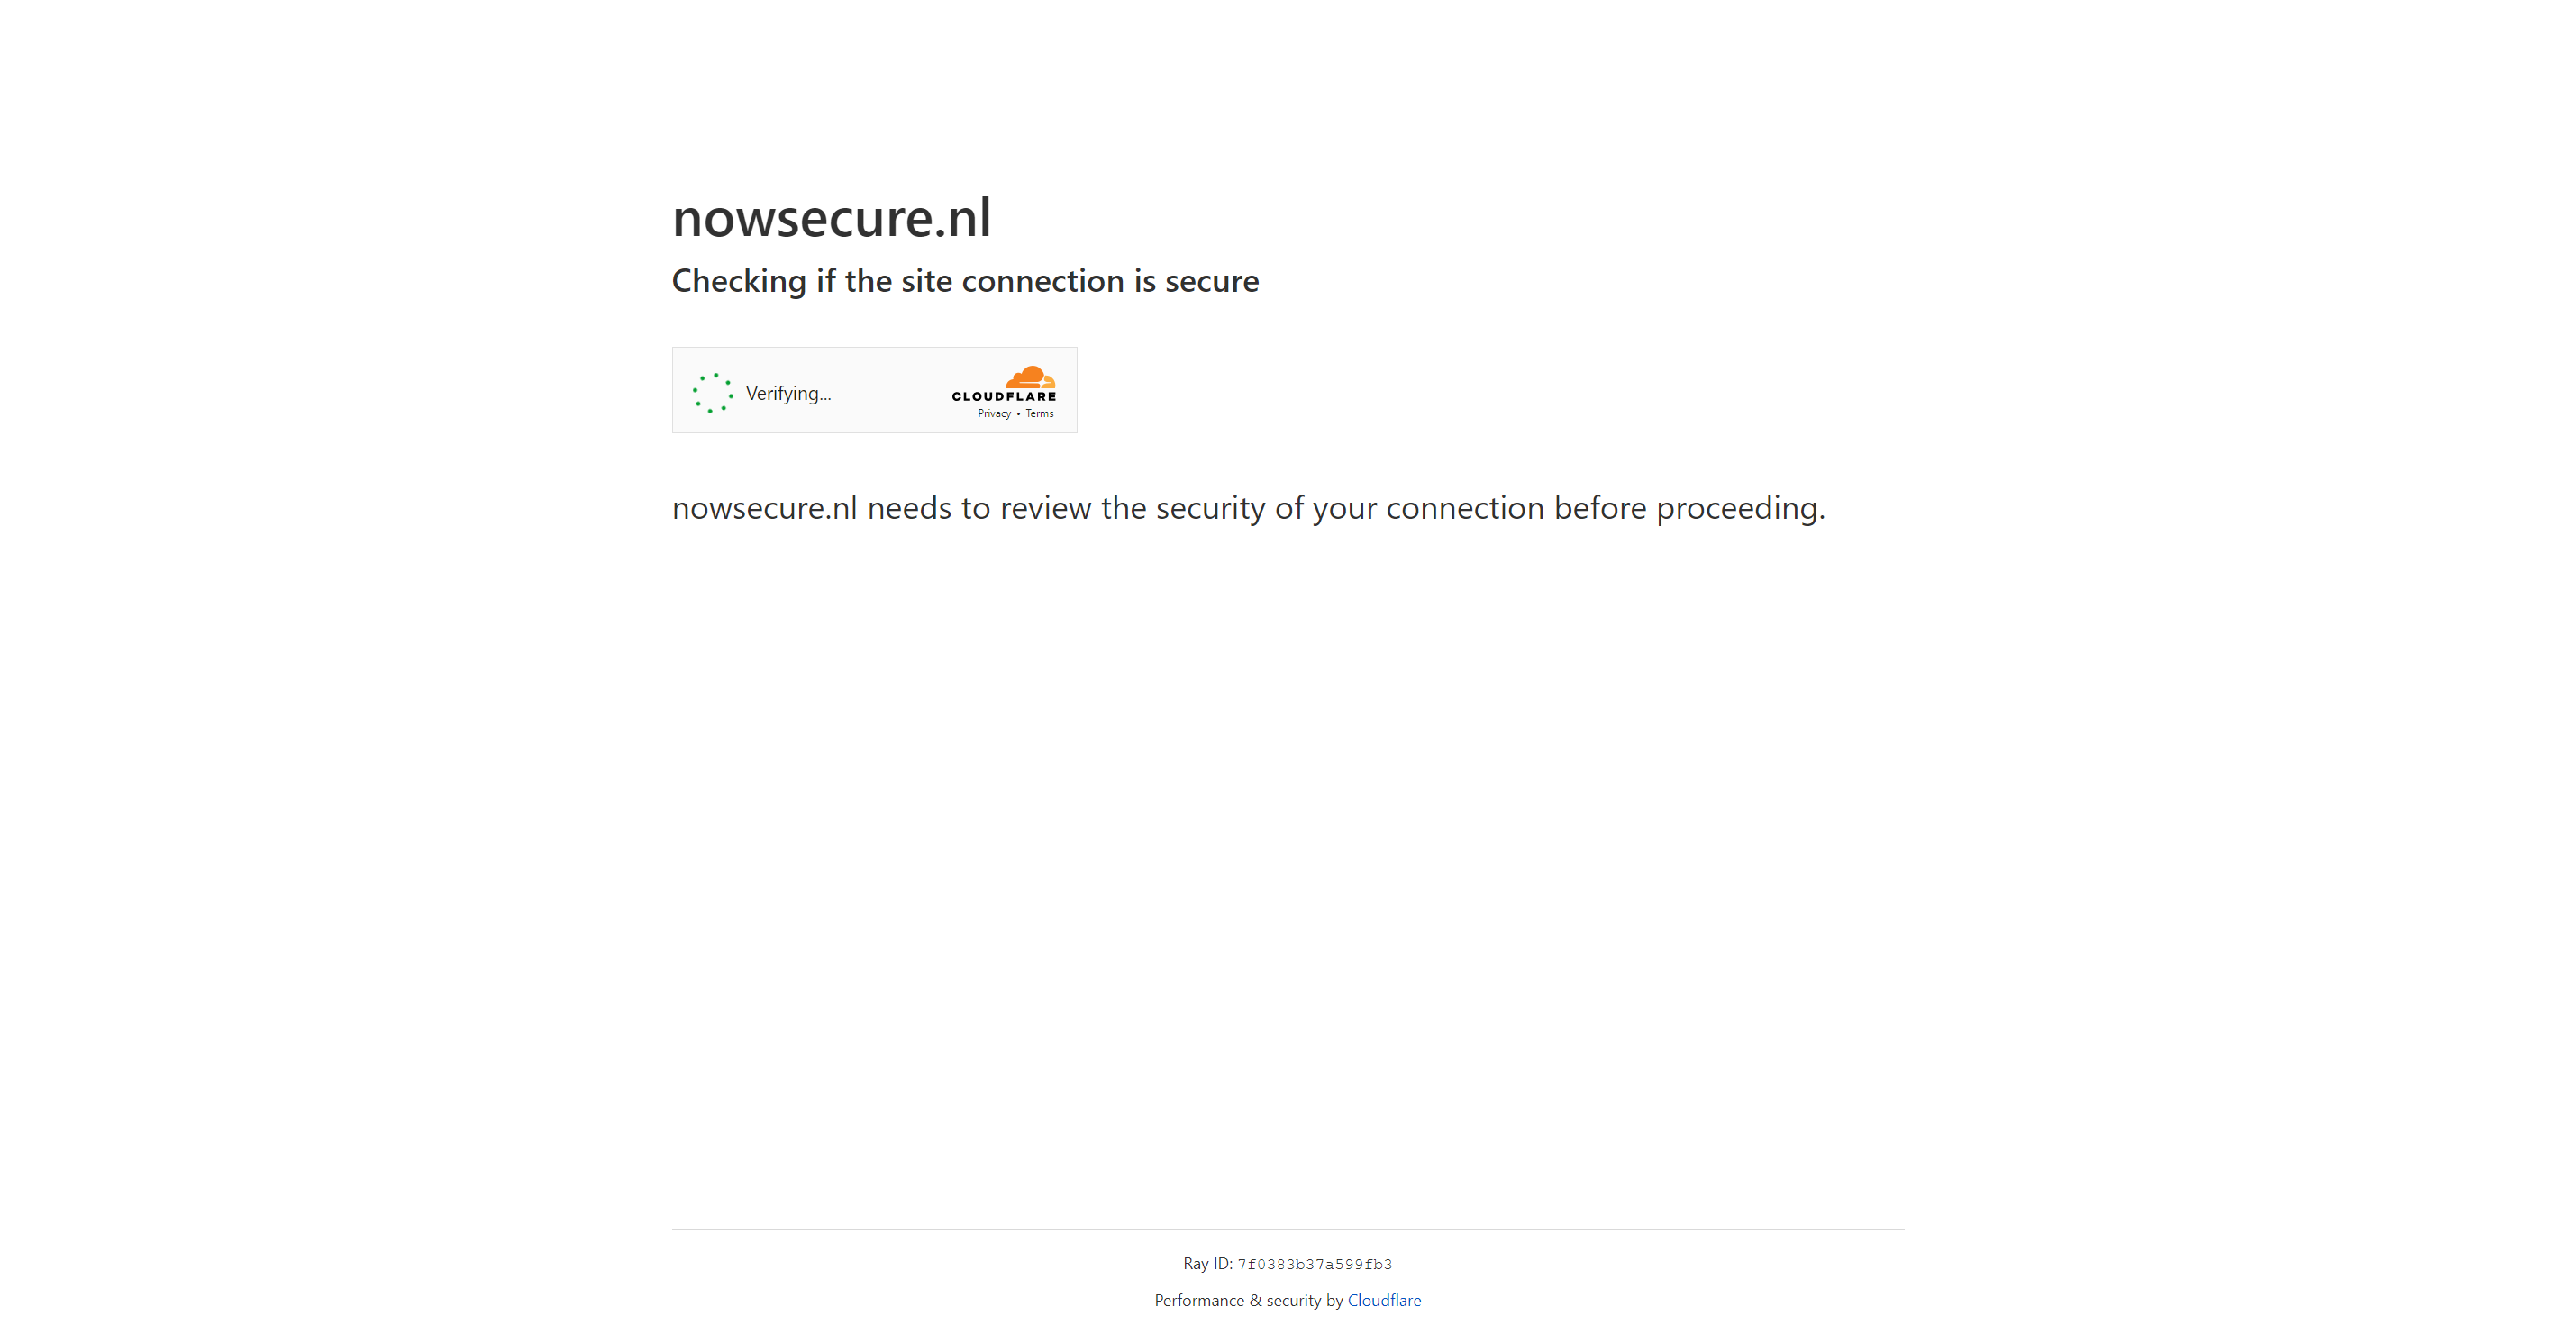 nowsecure.nl
Checking if the site connection is secure
Verifying...
CLOUDFLARE
Privacy • Terms
nowsecure.nl needs to review the security of your connection before proceeding.
Ray ID: 7f0383b37a599fb3
Performance & security by Cloudflare